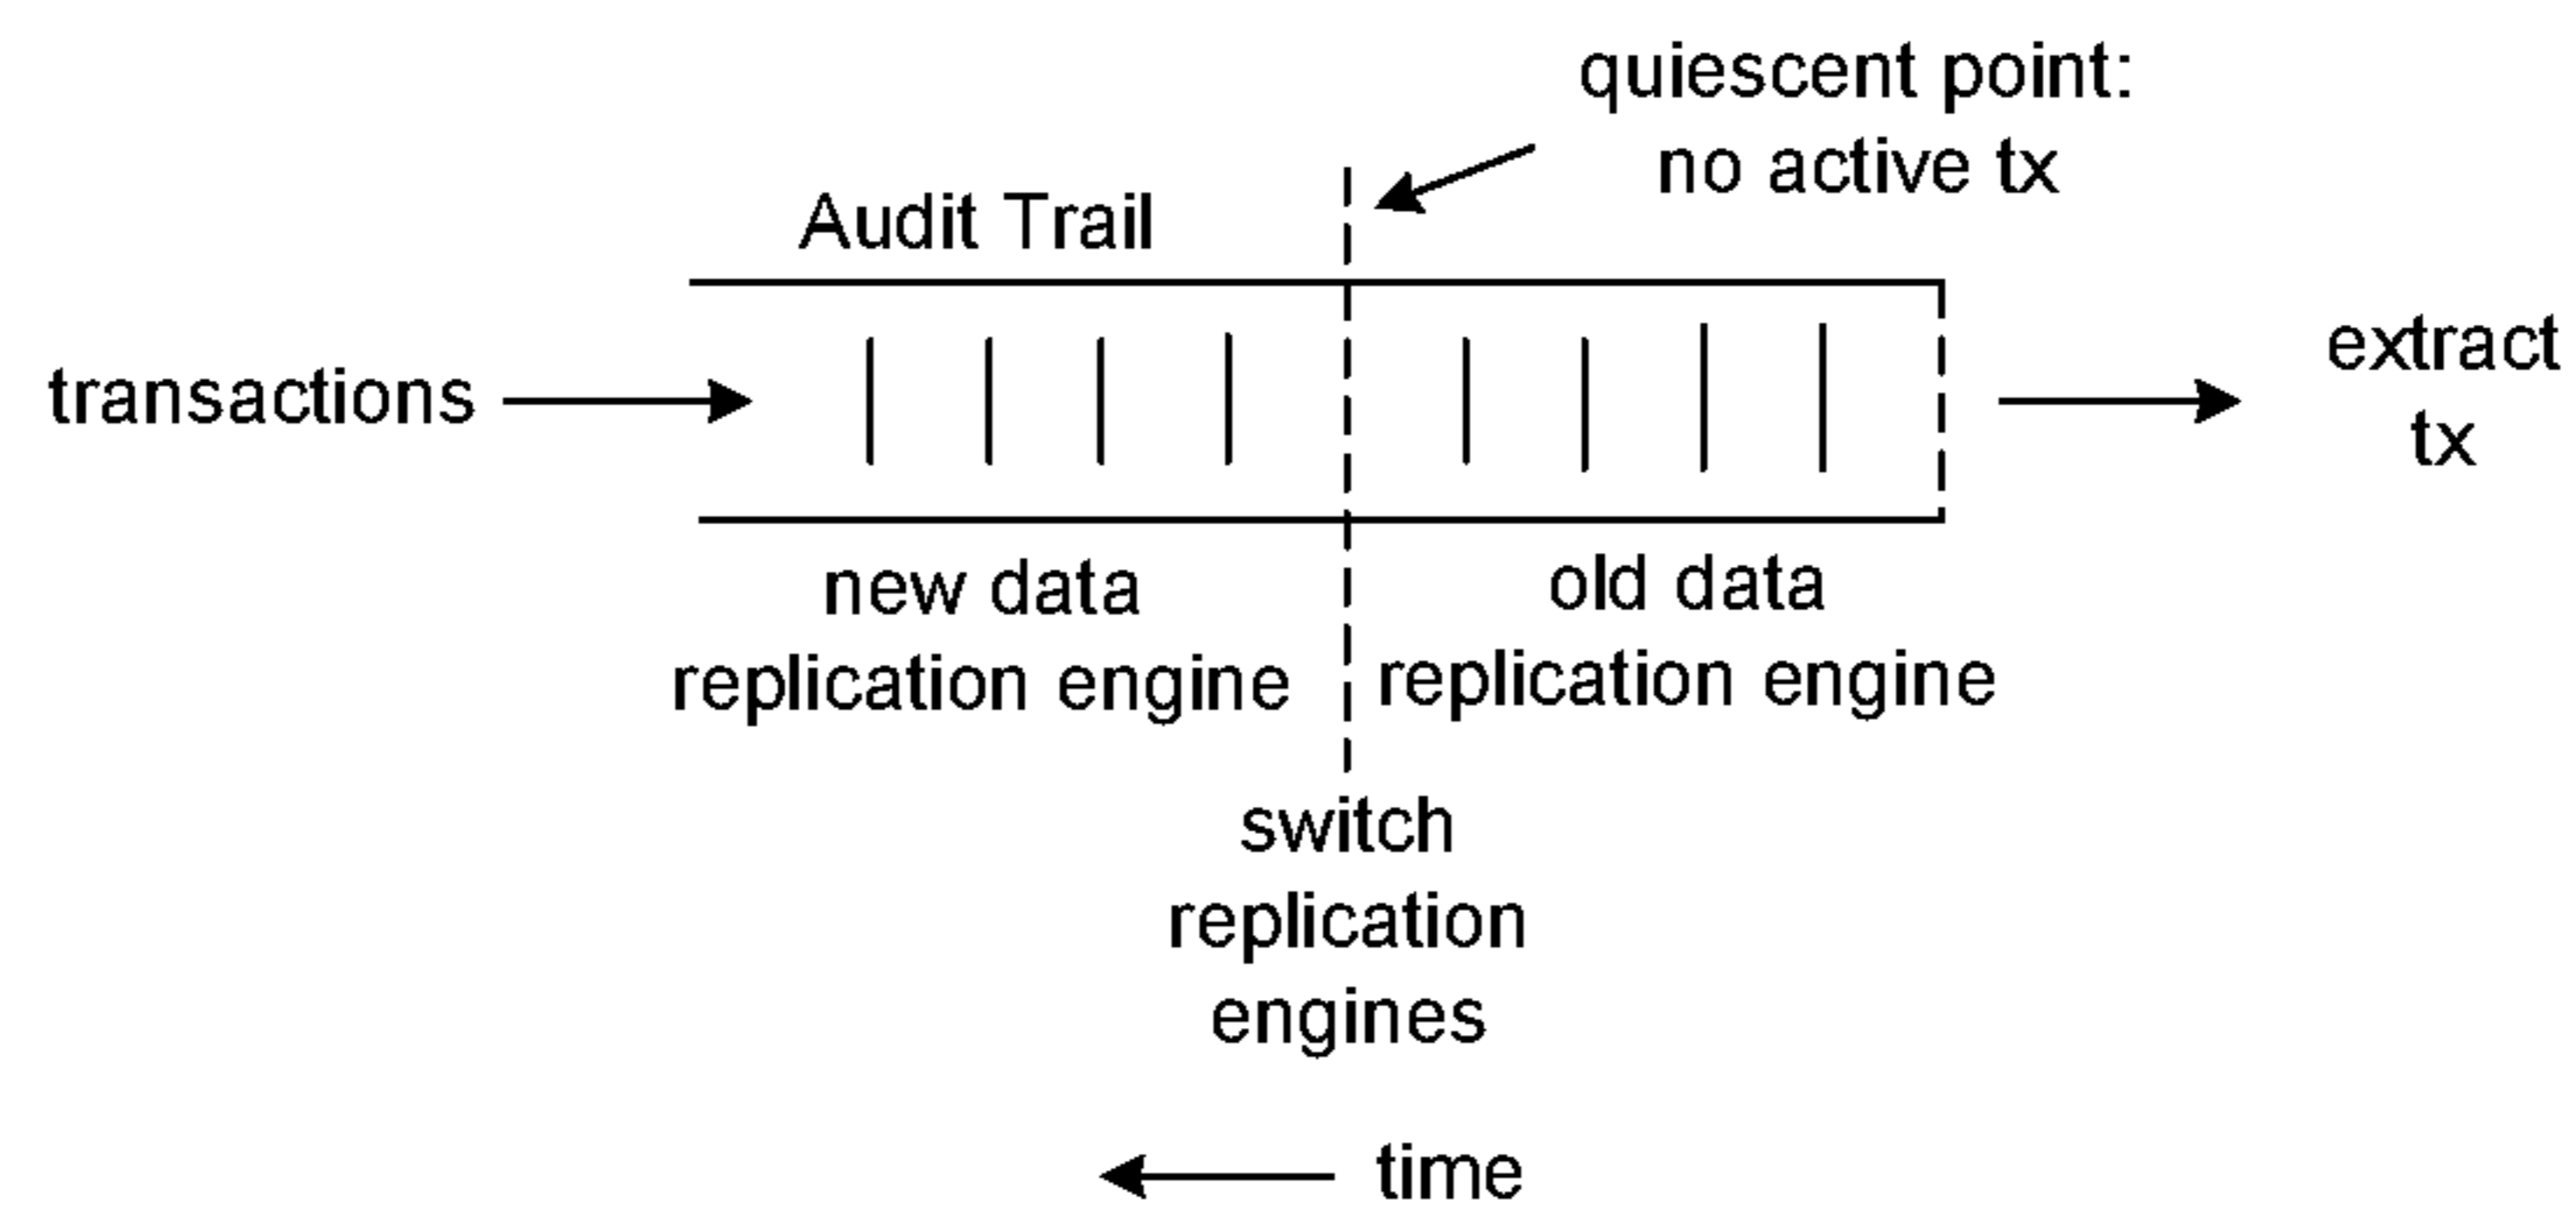 quiescent point:
no active tx
Audit Trail
transactions
extract
tx
new data
replication engine
old data
replication engine
switch
replication
engines
time